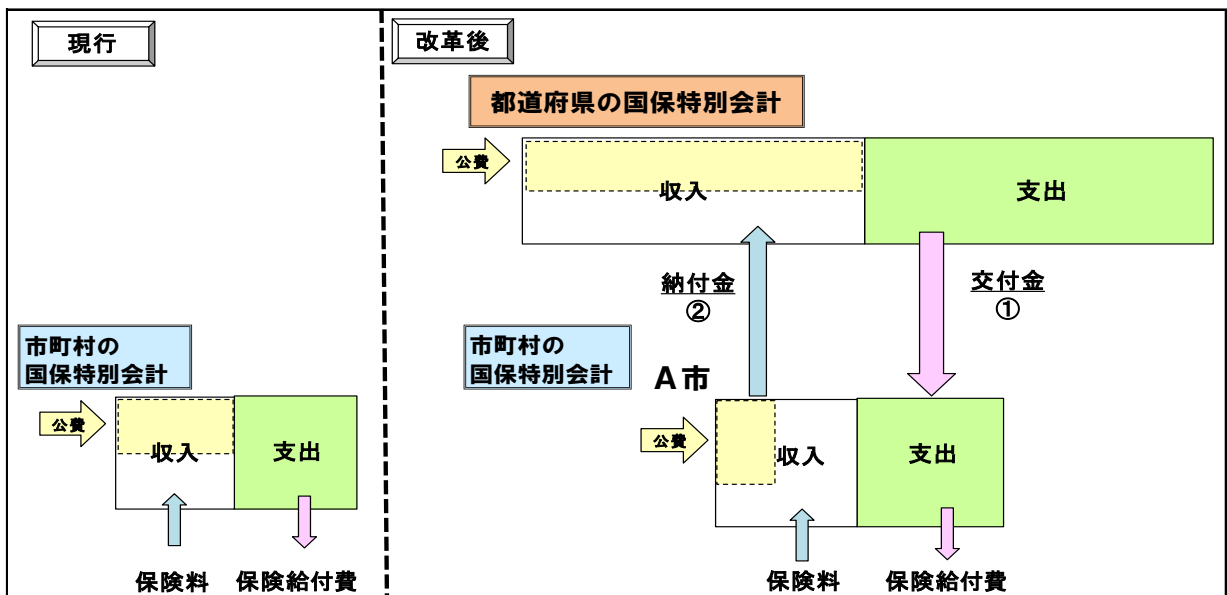 現行
市町村の
国保特別会計
公費
収入
支出
保険料
保険給付費
改革後
都道府県の国保特別会計
公費
収入
支出
納付金
②
交付金
①
市町村の
国保特別会計
A市
公費
収入
支出
保険料
保険給付費